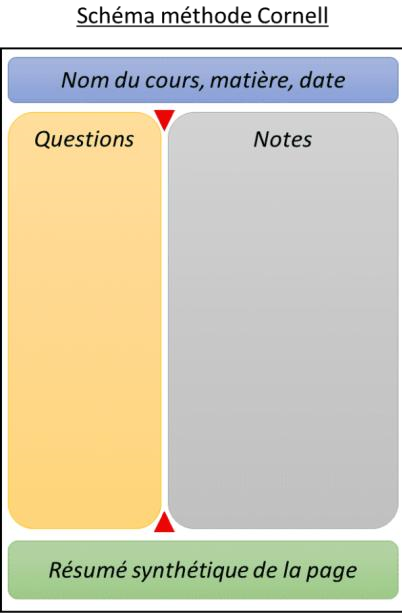 Schéma méthode Cornell
Nom du cours, matière, date
Questions
Notes
Résumé synthétique de la page